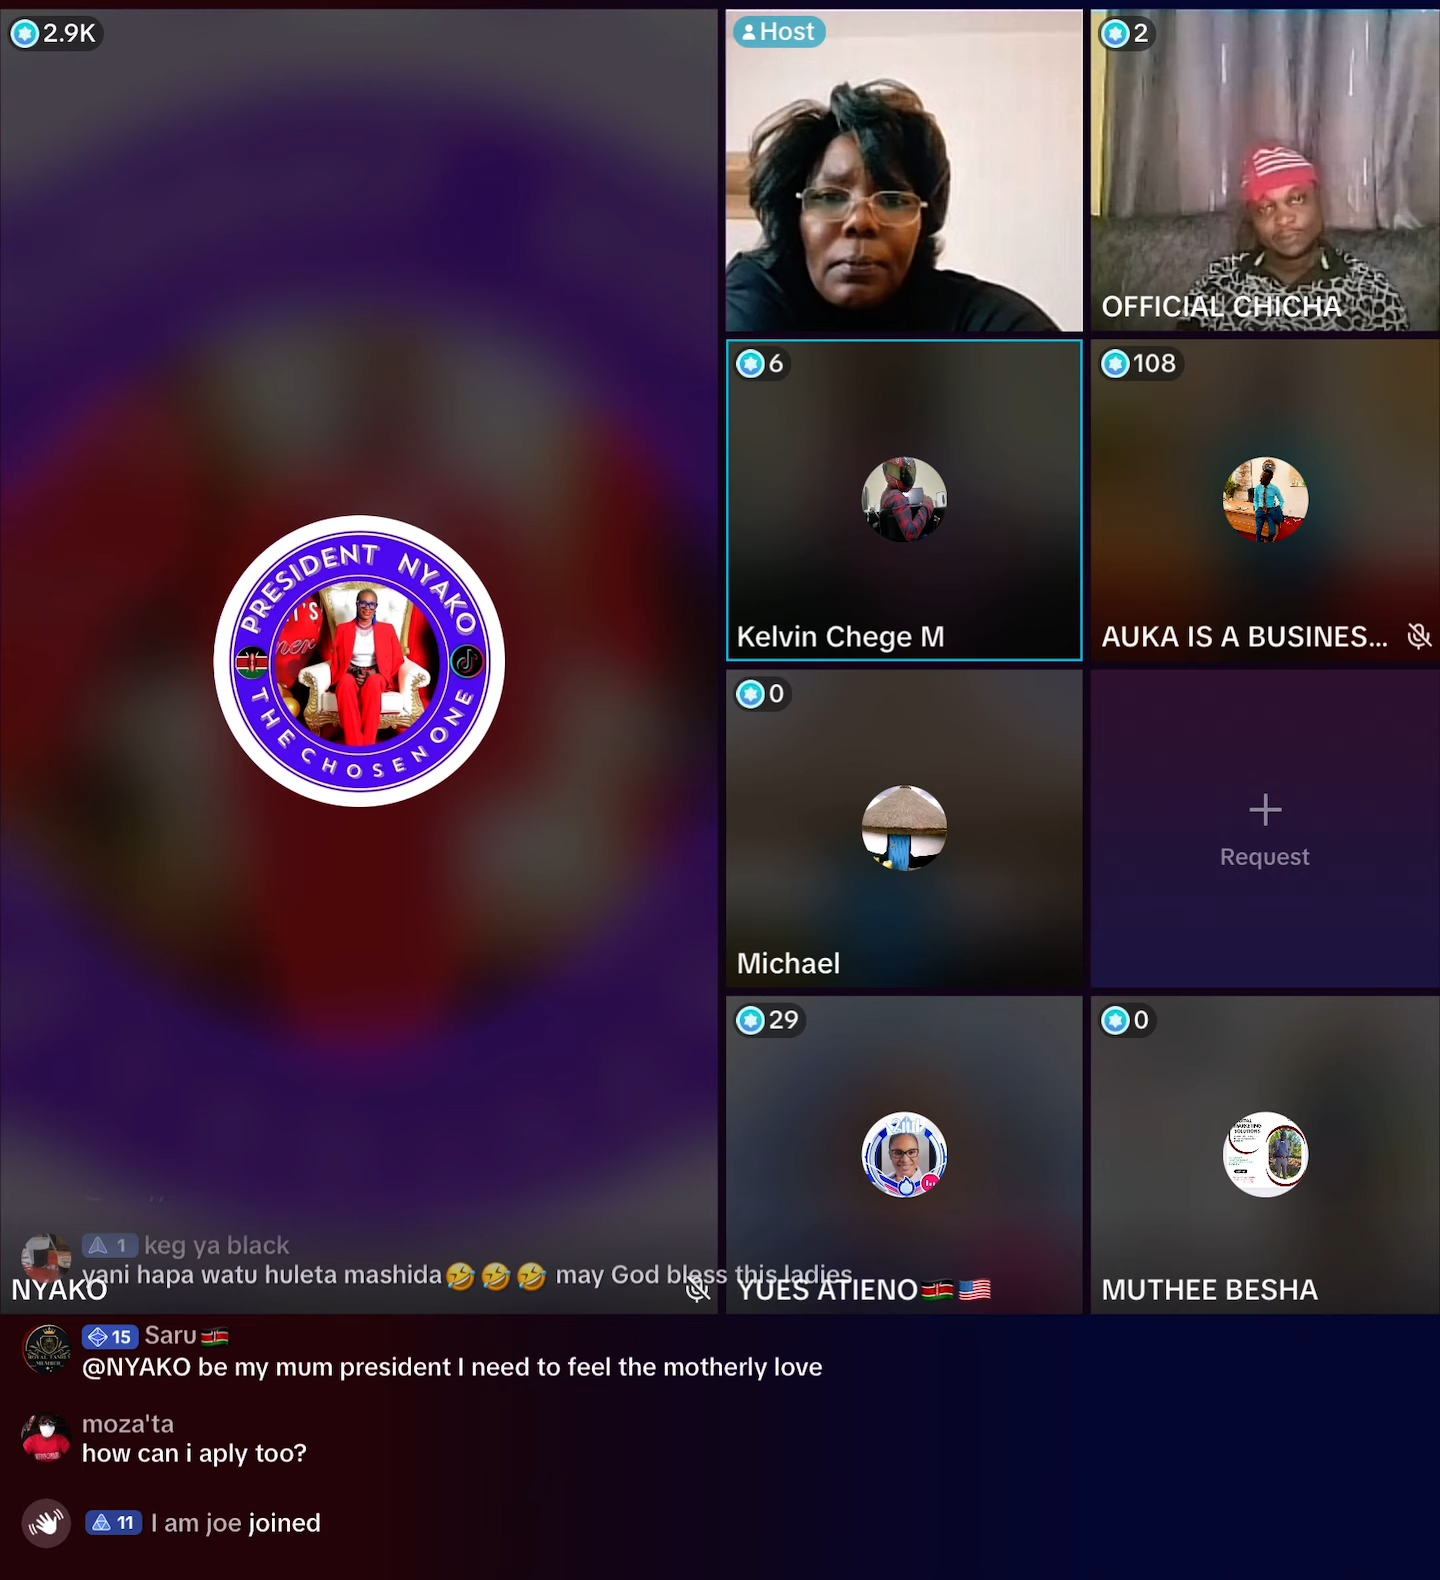 2.9K
Host
2
OFFICIAL CHICHA
6
Kelvin Chege M
108
AUKA IS A BUSINES...
PRESIDENT NYAKO
THE CHOSEN ONE
0
Michael
Request
29
YUES ATIENO🇰🇪🇺🇸
0
MUTHEE BESHA
1 keg ya black
yani hapa watu huleta mashida🤣🤣🤣 may God bless this ladies
NYAKO
15 Saru🇰🇪
@NYAKO be my mum president I need to feel the motherly love
moza'ta
how can i aply too?
11 I am joe joined